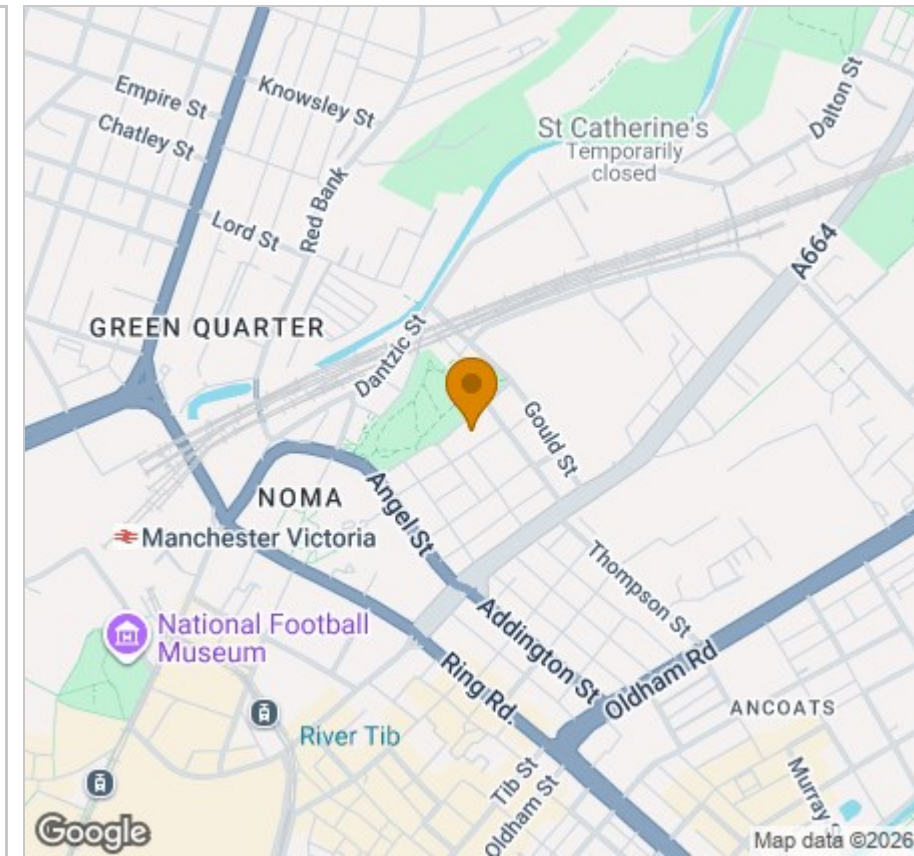 Empire St
Knowsley St
Chatley St
Dalton St
St Catherine's
Temporarily
closed
Red Bank
Lord St
A664
GREEN QUARTER
Dantzic St
Gould St
NOMA
Angel St
Manchester Victoria
Thompson St
National Football
Museum
Addington St
Oldham Rd
Ring Rd
ANCOATS
River Tib
Tib St
Oldham St
Murray
Google
Map data ©2026